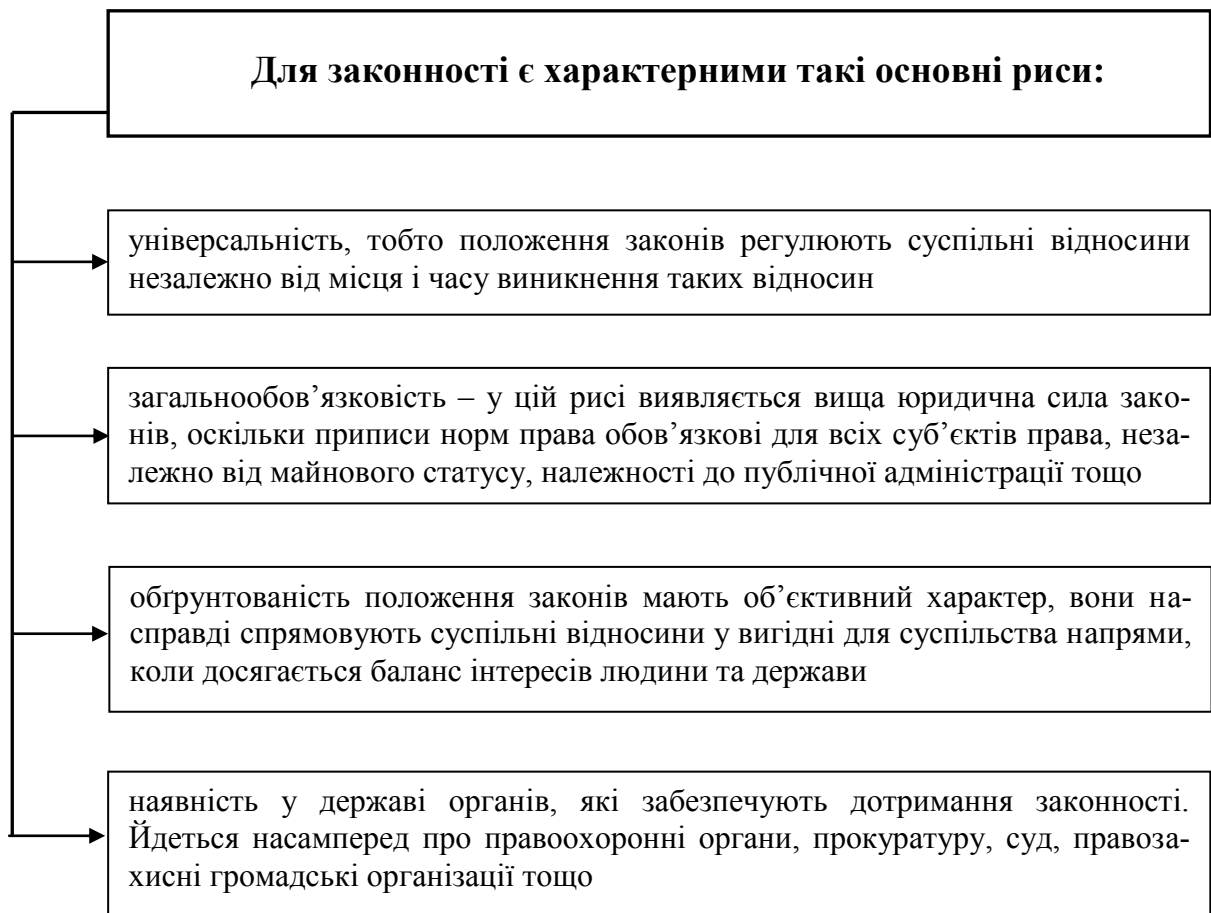 Для законності є характерними такі основні риси:
універсальність, тобто положення законів регулюють суспільні відносини
незалежно від місця і часу виникнення таких відносин
загальнообов’язковість – у цій рисі виявляється вища юридична сила зако-
нів, оскільки приписи норм права обов’язкові для всіх суб’єктів права, неза-
лежно від майнового статусу, належності до публічної адміністрації тощо
обґрунтованість положення законів мають об’єктивний характер, вони на-
справді спрямовують суспільні відносини у вигідні для суспільства напрями,
коли досягається баланс інтересів людини та держави
наявність у державі органів, які забезпечують дотримання законності.
Йдеться насамперед про правоохоронні органи, прокуратуру, суд, правоза-
хисні громадські організації тощо